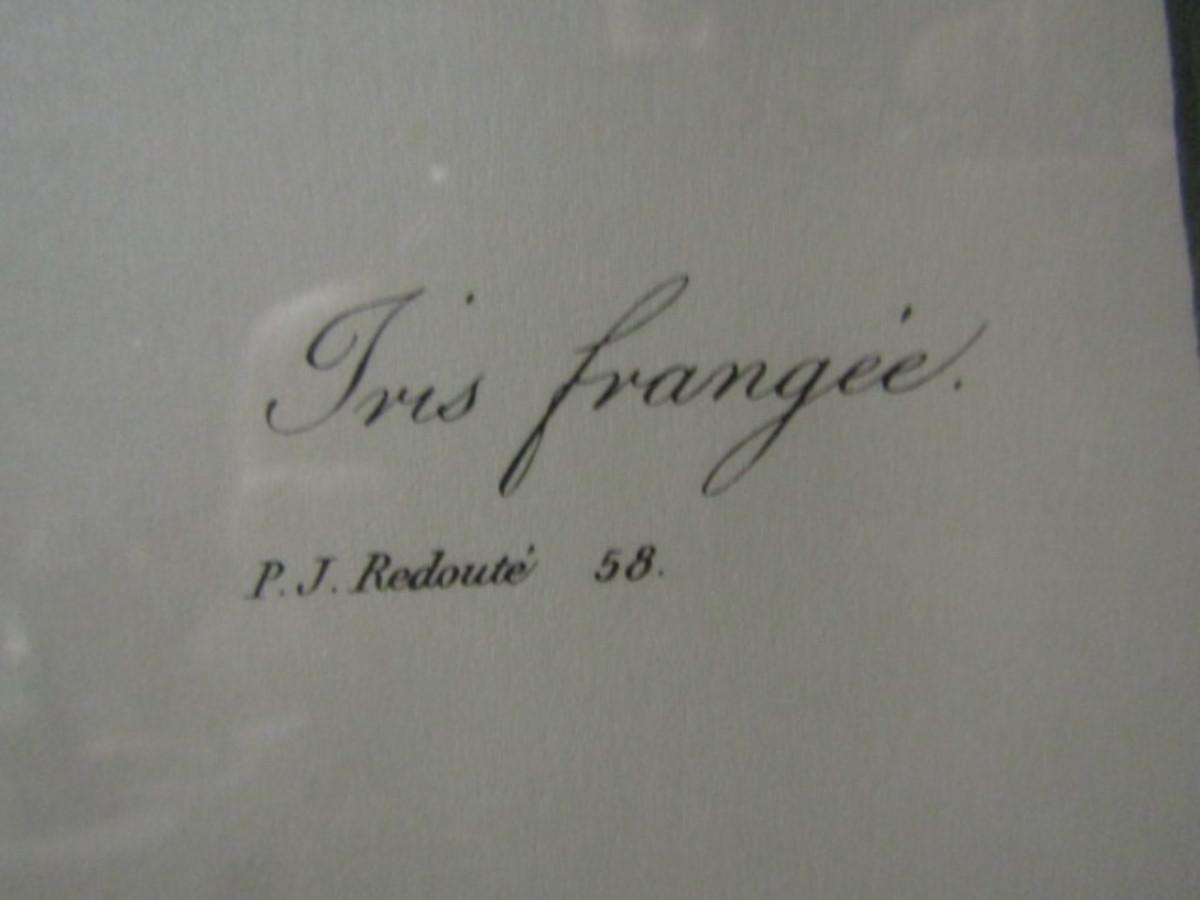 Iris frangée.
P. J. Redouté 58.